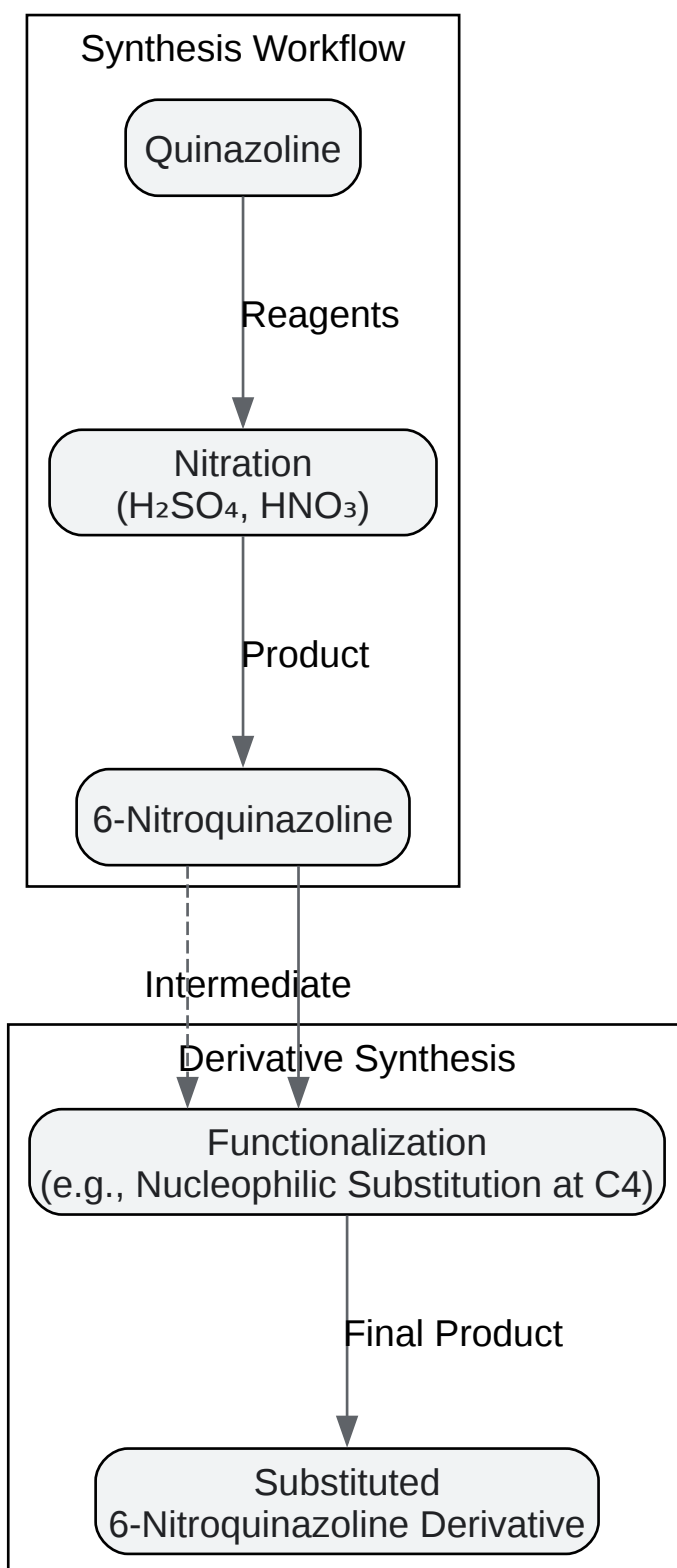 Synthesis Workflow
Quinazoline
Reagents
Nitration
(H₂SO₄, HNO₃)
Product
6-Nitroquinazoline
Intermediate
Derivative Synthesis
Functionalization
(e.g., Nucleophilic Substitution at C4)
Final Product
Substituted
6-Nitroquinazoline Derivative